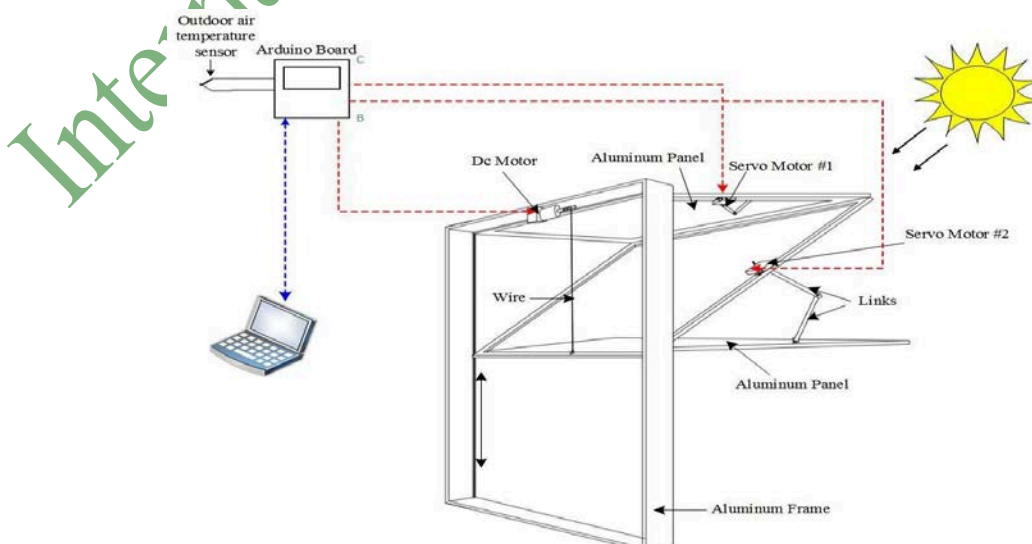 Outdoor air
temperature
sensor
Arduino Board
C
B
Dc Motor
Aluminum Panel
Servo Motor #1
Servo Motor #2
Wire
Links
Aluminum Panel
Aluminum Frame